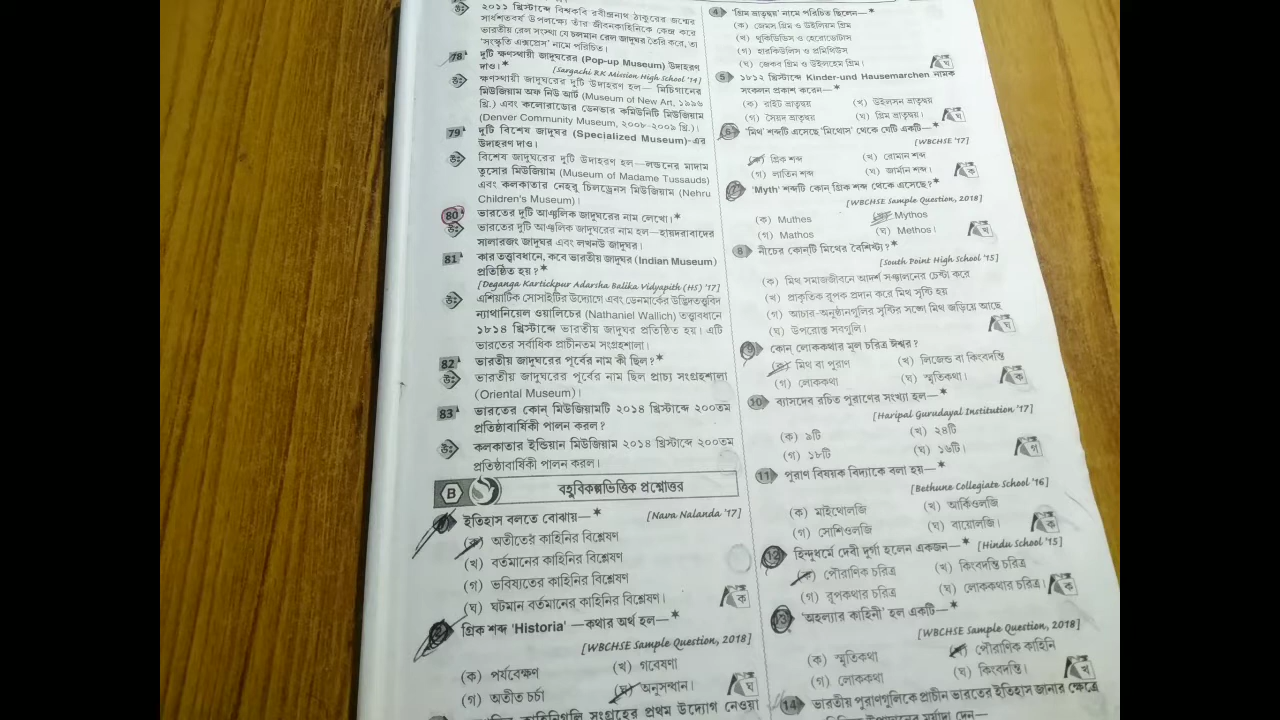 উঃ ২০১১ খ্রিস্টাব্দে বিশ্বকবি রবীন্দ্রনাথ ঠাকুরের জন্মের
সার্ধশতবর্ষ উপলক্ষ্যে তাঁর জীবনকাহিনিকে কেন্দ্র করে
ভারতীয় রেল সংস্থা যে চলমান রেল জাদুঘর তৈরি করে, তা
'সংস্কৃতি এক্সপ্রেস' নামে পরিচিত।
78 দুটি ক্ষণস্থায়ী জাদুঘরের (Pop-up Museum) উদাহরণ
দাও।* [Sargachi RK Mission High School '14]
উঃ ক্ষণস্থায়ী জাদুঘরের দুটি উদাহরণ হল— মিচিগানের
মিউজিয়াম অফ নিউ আর্ট (Museum of New Art, ১৯৯৬
খ্রি.) এবং কলোরাডোর ডেনভার কমিউনিটি মিউজিয়াম
(Denver Community Museum, ২০০৮-২০০৯ খ্রি.)।
79 দুটি বিশেষ জাদুঘর (Specialized Museum)-এর
উদাহরণ দাও।
উঃ বিশেষ জাদুঘরের দুটি উদাহরণ হল—লন্ডনের মাদাম
তুসোর মিউজিয়াম (Museum of Madame Tussauds)
এবং কলকাতার নেহরু চিলড্রেনস মিউজিয়াম (Nehru
Children's Museum)।
80 ভারতের দুটি আঞ্চলিক জাদুঘরের নাম লেখো।*
উঃ ভারতের দুটি আঞ্চলিক জাদুঘরের নাম হল—হায়দরাবাদের
সালারজং জাদুঘর এবং লখনউ জাদুঘর।
81 কার তত্ত্বাবধানে, কবে ভারতীয় জাদুঘর (Indian Museum)
প্রতিষ্ঠিত হয়?*
[Deganga Kartickpur Adarsha Balika Vidyapith (HS) '17]
উঃ এশিয়াটিক সোসাইটির উদ্যোগে এবং ডেনমার্কের উদ্ভিদতত্ত্ববিদ
ন্যাথানিয়েল ওয়ালিচের (Nathaniel Wallich) তত্ত্বাবধানে
১৮১৪ খ্রিস্টাব্দে ভারতীয় জাদুঘর প্রতিষ্ঠিত হয়। এটি
ভারতের সর্বাধিক প্রাচীনতম সংগ্রহশালা।
82 ভারতীয় জাদুঘরের পূর্বের নাম কী ছিল?*
উঃ ভারতীয় জাদুঘরের পূর্বের নাম ছিল প্রাচ্য সংগ্রহশালা
(Oriental Museum)।
83 ভারতের কোন্ মিউজিয়ামটি ২০১৪ খ্রিস্টাব্দে ২০০তম
প্রতিষ্ঠাবার্ষিকী পালন করল?
উঃ কলকাতার ইন্ডিয়ান মিউজিয়াম ২০১৪ খ্রিস্টাব্দে ২০০তম
প্রতিষ্ঠাবার্ষিকী পালন করল।
B বহুবিকল্পভিত্তিক প্রশ্নোত্তর
1 ইতিহাস বলতে বোঝায়—* [Nava Nalanda '17]
(ক) অতীতের কাহিনির বিশ্লেষণ
(খ) বর্তমানের কাহিনির বিশ্লেষণ
(গ) ভবিষ্যতের কাহিনির বিশ্লেষণ
(ঘ) ঘটমান বর্তমানের কাহিনির বিশ্লেষণ। ক
2 গ্রিক শব্দ 'Historia' —কথার অর্থ হল—*
[WBCHSE Sample Question, 2018]
(ক) পর্যবেক্ষণ (খ) গবেষণা
(গ) অতীত চর্চা (ঘ) অনুসন্ধান। ঘ
কাহিনিগুলি সংগ্রহের প্রথম উদ্যোগ নেওয়া
4 'গ্রিম ভ্রাতৃদ্বয়' নামে পরিচিত ছিলেন—*
(ক) জেমস গ্রিম ও উইলিয়াম গ্রিম
(খ) থুকিডিডিস ও হেরোডোটাস
(গ) হারকিউলিস ও প্রমিথিউস
(ঘ) জেকব গ্রিম ও উইলহেম গ্রিম। ঘ
5 ১৮১২ খ্রিস্টাব্দে Kinder-und Hausemarchen নামক
সংকলন প্রকাশ করেন—*
(ক) রাইট ভ্রাতৃদ্বয় (খ) উইলসন ভ্রাতৃদ্বয়
(গ) সৈয়দ ভ্রাতৃদ্বয় (ঘ) গ্রিম ভ্রাতৃদ্বয়। ঘ
6 'মিথ' শব্দটি এসেছে 'মিথোস' থেকে যেটি একটি—*
[WBCHSE '17]
(ক) গ্রিক শব্দ (খ) রোমান শব্দ
(গ) লাতিন শব্দ (ঘ) জার্মান শব্দ। ক
7 'Myth' শব্দটি কোন গ্রিক শব্দ থেকে এসেছে?*
[WBCHSE Sample Question, 2018]
(ক) Muthes (খ) Mythos
(গ) Mathos (ঘ) Methos। খ
8 নীচের কোন্‌টি মিথের বৈশিষ্ট্য?*
[South Point High School '15]
(ক) মিথ সমাজজীবনে আদর্শ সঞ্চালনের চেষ্টা করে
(খ) প্রাকৃতিক রূপক প্রদান করে মিথ সৃষ্টি হয়
(গ) আচার-অনুষ্ঠানগুলির সৃষ্টির সঙ্গে মিথ জড়িয়ে আছে
(ঘ) উপরোক্ত সবগুলি। ঘ
9 কোন্ লোককথার মূল চরিত্র ঈশ্বর?
(ক) মিথ বা পুরাণ (খ) লিজেন্ড বা কিংবদন্তি
(গ) লোককথা (ঘ) স্মৃতিকথা। ক
10 ব্যাসদেব রচিত পুরাণের সংখ্যা হল—*
[Haripal Gurudayal Institution '17]
(ক) ৯টি (খ) ২৪টি
(গ) ১৮টি (ঘ) ১৬টি। গ
11 পুরাণ বিষয়ক বিদ্যাকে বলা হয়—*
[Bethune Collegiate School '16]
(ক) মাইথোলজি (খ) আর্কিওলজি
(গ) সোশিওলজি (ঘ) বায়োলজি। ক
12 হিন্দুধর্মে দেবী দুর্গা হলেন একজন—* [Hindu School '15]
(ক) পৌরাণিক চরিত্র (খ) কিংবদন্তি চরিত্র
(গ) রূপকথার চরিত্র (ঘ) লোককথার চরিত্র। ক
13 'অহল্যার কাহিনী' হল একটি—*
[WBCHSE Sample Question, 2018]
(ক) স্মৃতিকথা (খ) পৌরাণিক কাহিনি
(গ) লোককথা (ঘ) কিংবদন্তি। খ
14 ভারতীয় পুরাণগুলিকে প্রাচীন ভারতের ইতিহাস জানার ক্ষেত্রে